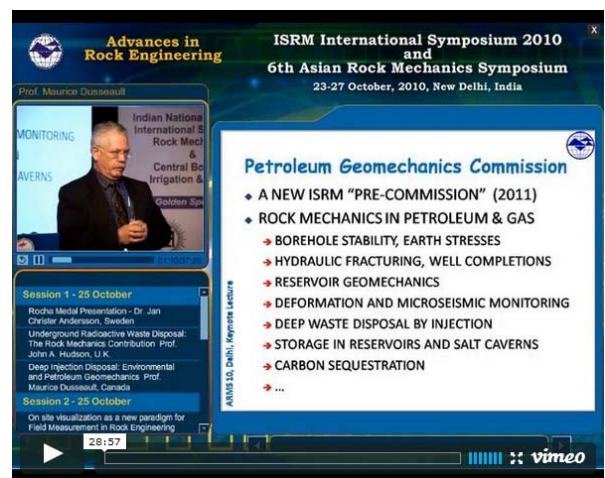 Advances in
Rock Engineering
ISRM International Symposium 2010
and
6th Asian Rock Mechanics Symposium
23-27 October, 2010, New Delhi, India
X
Prof. Maurice Dusseault
MONITORING
AVERNS
Indian Nationa
International S
Rock Mech
&
Central Bo
Irrigation &
Golden
01:10/37:28
Session 1 - 25 October
Rocha Medal Presentation - Dr. Jan
Christer Andersson, Sweden
Underground Radioactive Waste Disposal:
The Rock Mechanics Contribution Prof.
John A. Hudson, U.K.
Deep Injection Disposal: Environmental
and Petroleum Geomechanics Prof.
Maurice Dusseault, Canada
Session 2 - 25 October
On site visualization as a new paradigm for
Field Measurement in Rock Engineering
Petroleum Geomechanics Commission
A NEW ISRM "PRE-COMMISSION" (2011)
ROCK MECHANICS IN PETROLEUM & GAS
BOREHOLE STABILITY, EARTH STRESSES
HYDRAULIC FRACTURING, WELL COMPLETIONS
RESERVOIR GEOMECHANICS
DEFORMATION AND MICROSEISMIC MONITORING
DEEP WASTE DISPOSAL BY INJECTION
STORAGE IN RESERVOIRS AND SALT CAVERNS
CARBON SEQUESTRATION
...
ARMS 10, Delhi, Keynote Lecture
28:57
vimeo